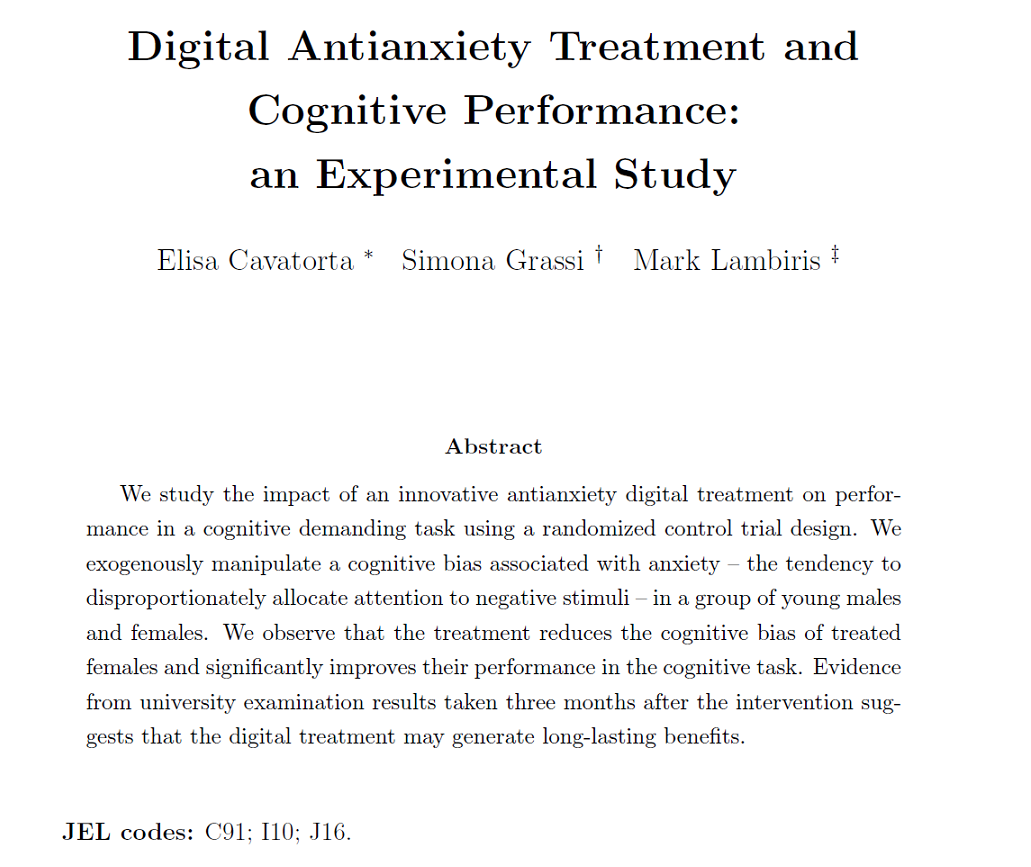 Digital Antianxiety Treatment and
Cognitive Performance:
an Experimental Study
Elisa Cavatorta * Simona Grassi † Mark Lambiris ‡
Abstract
We study the impact of an innovative antianxiety digital treatment on perfor-
mance in a cognitive demanding task using a randomized control trial design. We
exogenously manipulate a cognitive bias associated with anxiety – the tendency to
disproportionately allocate attention to negative stimuli – in a group of young males
and females. We observe that the treatment reduces the cognitive bias of treated
females and significantly improves their performance in the cognitive task. Evidence
from university examination results taken three months after the intervention sug-
gests that the digital treatment may generate long-lasting benefits.
JEL codes: C91; I10; J16.